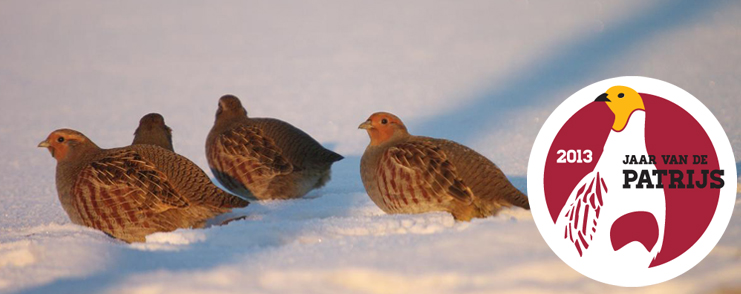 2013
JAAR VAN DE
PATRIJS